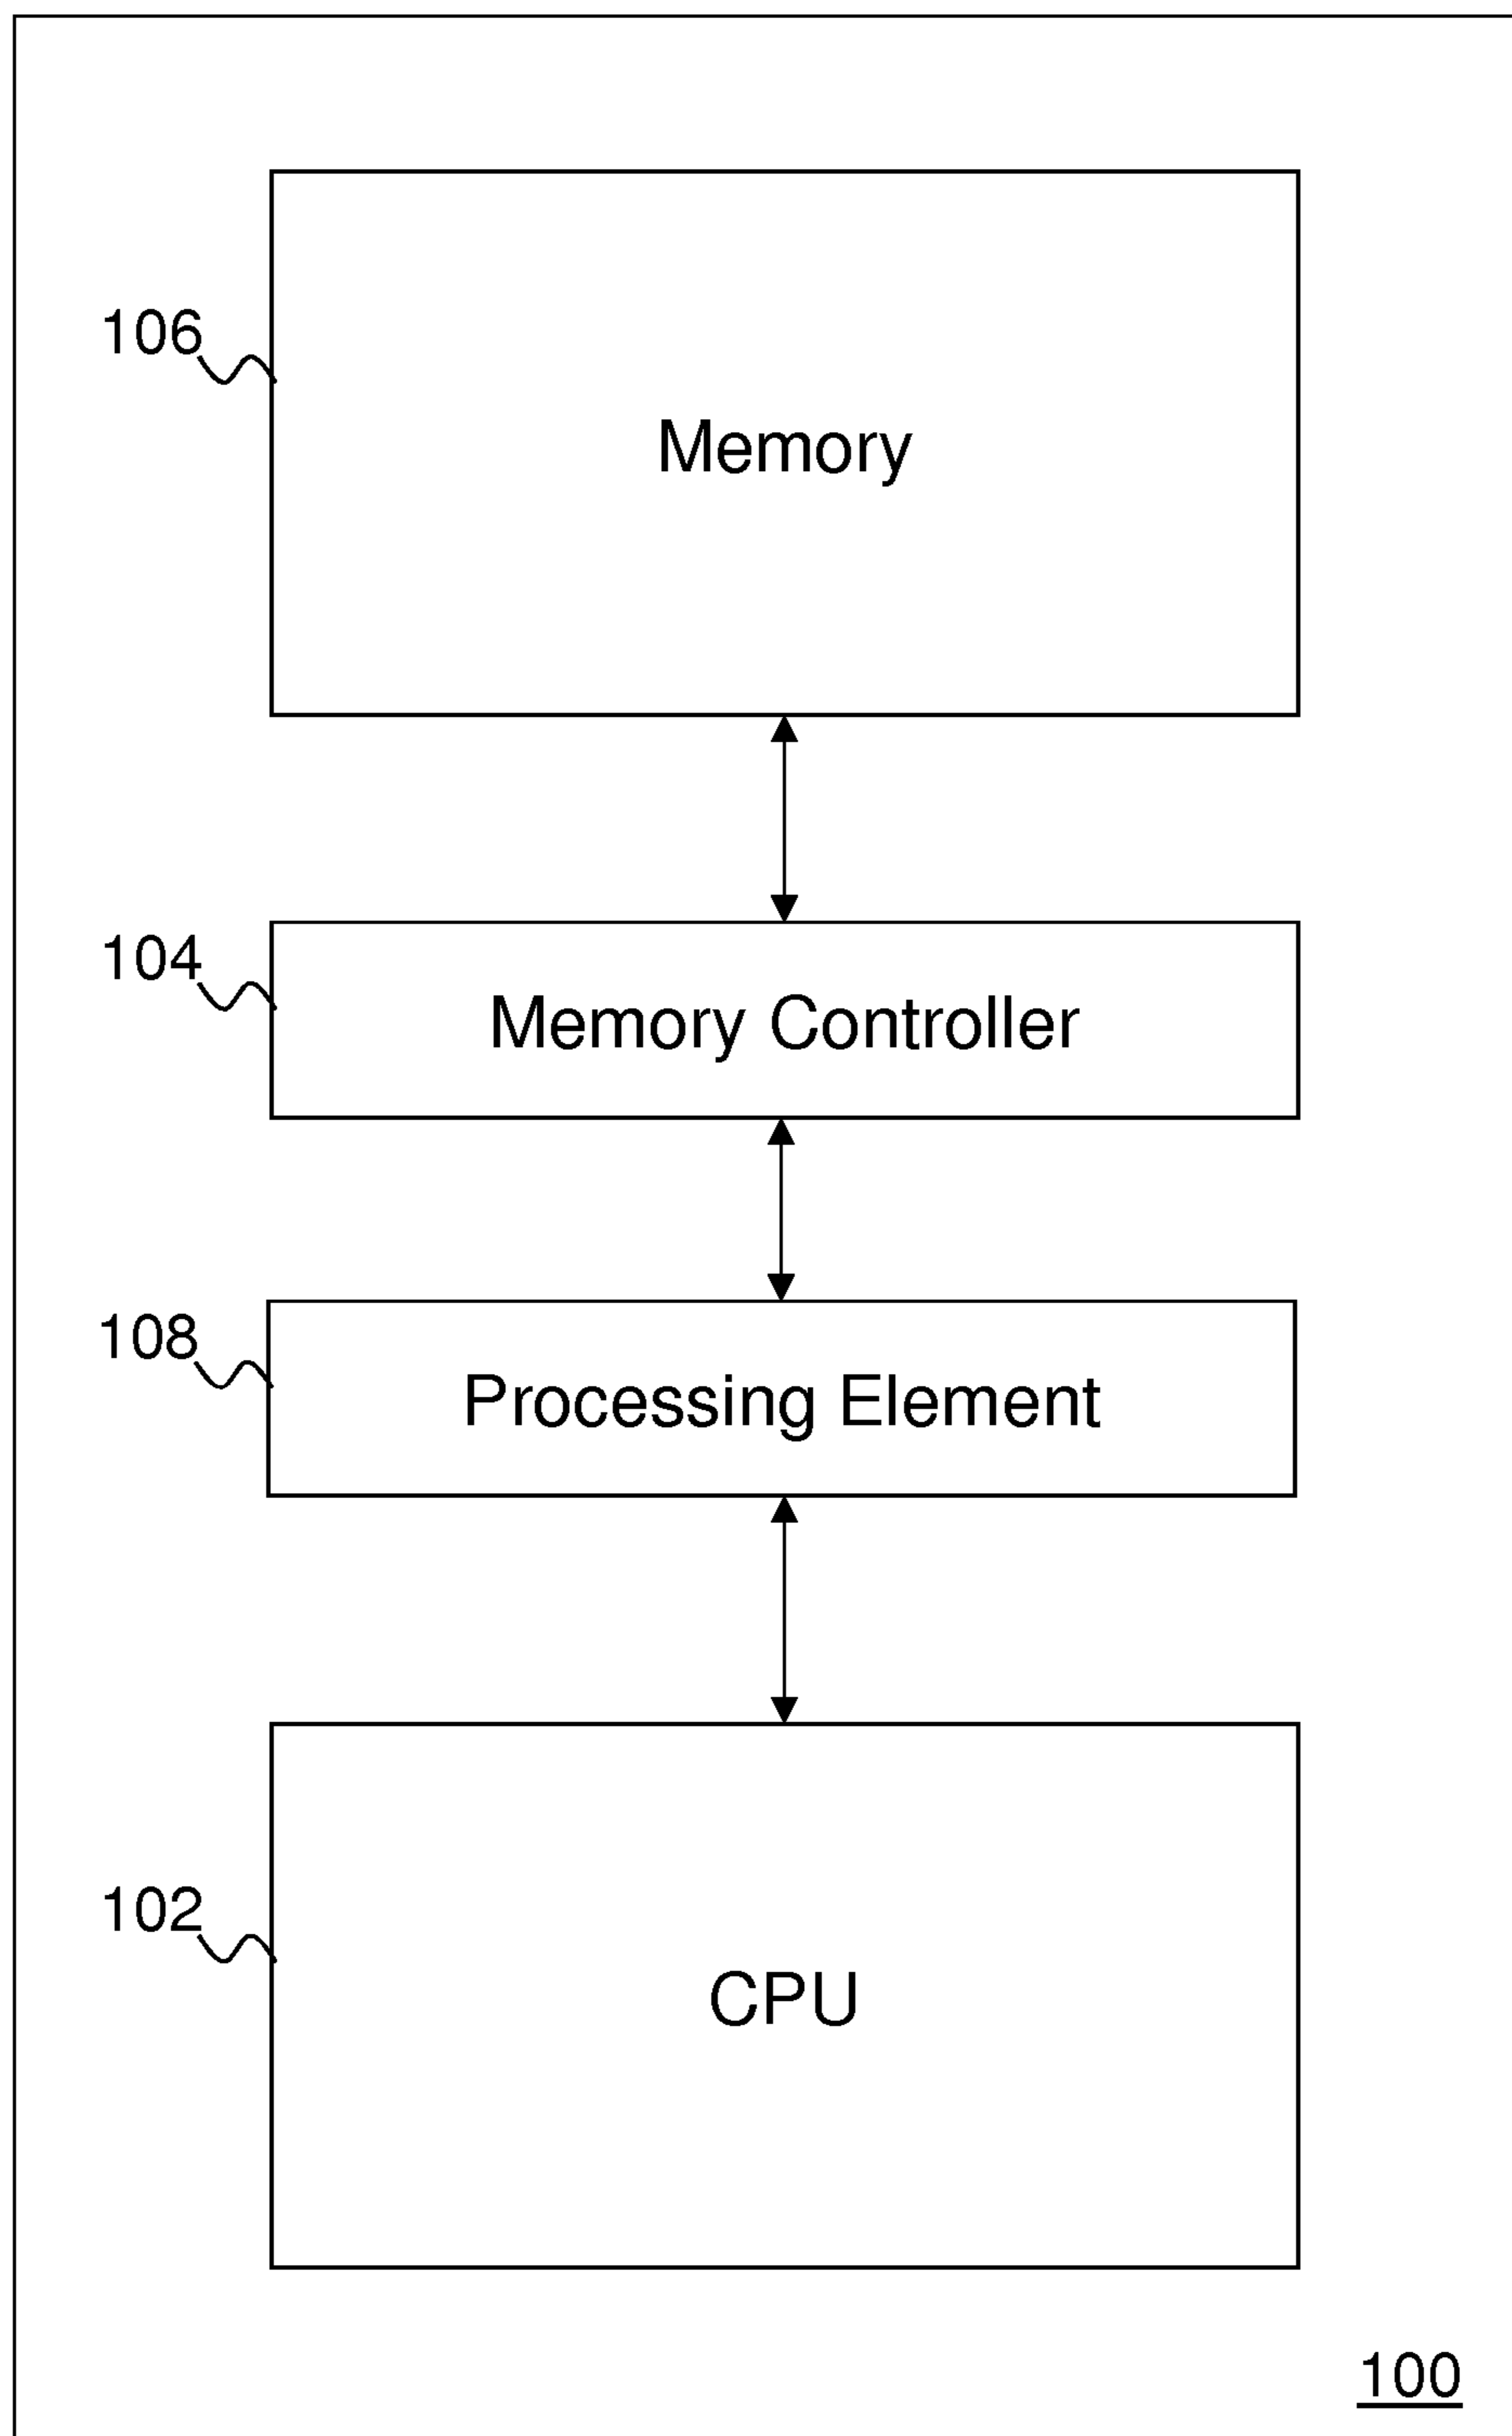 106
Memory
104
Memory Controller
108
Processing Element
102
CPU
100